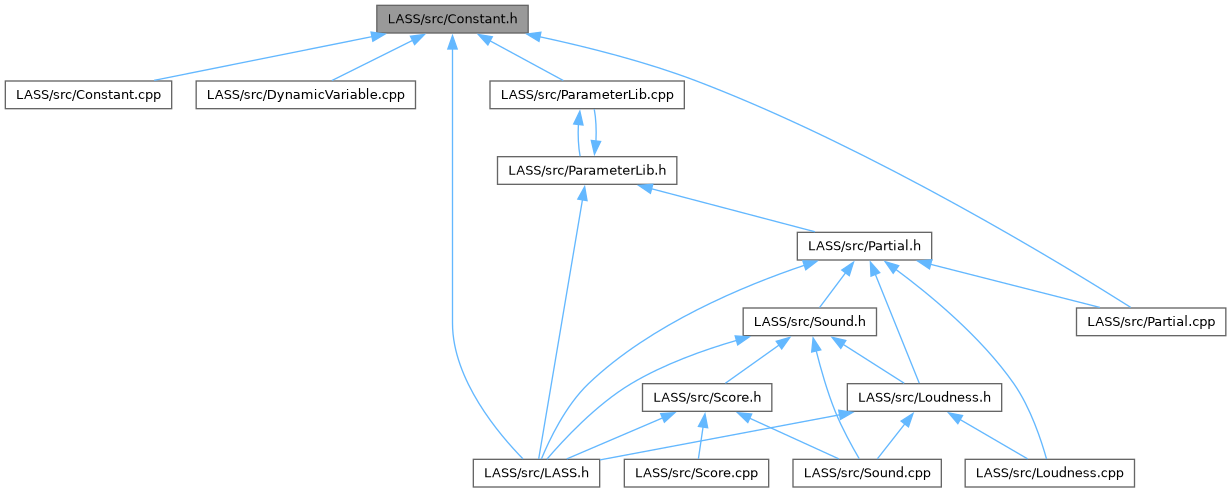 LASS/src/Constant.h
LASS/src/Constant.cpp
LASS/src/DynamicVariable.cpp
LASS/src/ParameterLib.cpp
LASS/src/ParameterLib.h
LASS/src/Partial.h
LASS/src/Sound.h
LASS/src/Partial.cpp
LASS/src/Score.h
LASS/src/Loudness.h
LASS/src/LASS.h
LASS/src/Score.cpp
LASS/src/Sound.cpp
LASS/src/Loudness.cpp